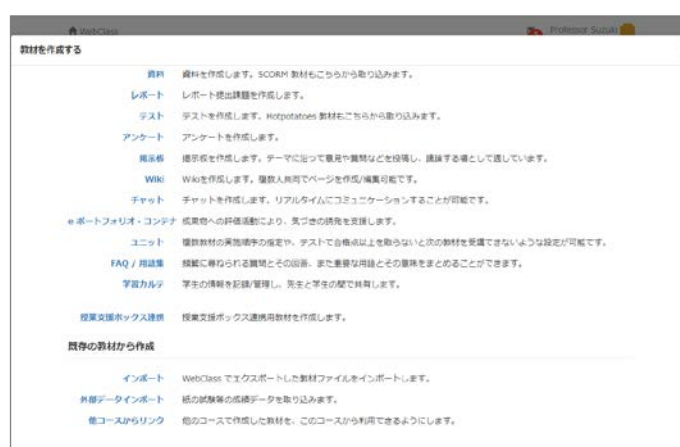 WebClass
Professor Suzuki
教材を作成する
資料 資料を作成します。SCORM 教材もこちらから取り込みます。
レポート レポート提出課題を作成します。
テスト テストを作成します。Hotpotatoes 教材もこちらから取り込みます。
アンケート アンケートを作成します。
掲示板 掲示板を作成します。テーマに沿って意見や質問などを投稿し、議論する場として適しています。
Wiki Wikiを作成します。複数人共同でページを作成/編集可能です。
チャット チャットを作成します。リアルタイムにコミュニケーションすることが可能です。
e ポートフォリオ・コンテナ 成果物への評価活動により、気づきの誘発を支援します。
ユニット 複数教材の実施順序の指定や、テストで合格点以上を取らないと次の教材を受講できないような設定が可能です。
FAQ / 用語集 頻繁に尋ねられる質問とその回答、また重要な用語とその意味をまとめることができます。
学習カルテ 学生の情報を記録/管理し、先生と学生の間で共有します。
授業支援ボックス連携 授業支援ボックス連携用教材を作成します。
既存の教材から作成
インポート WebClass でエクスポートした教材ファイルをインポートします。
外部データインポート 紙の試験等の成績データを取り込みます。
他コースからリンク 他のコースで作成した教材を、このコースから利用できるようにします。